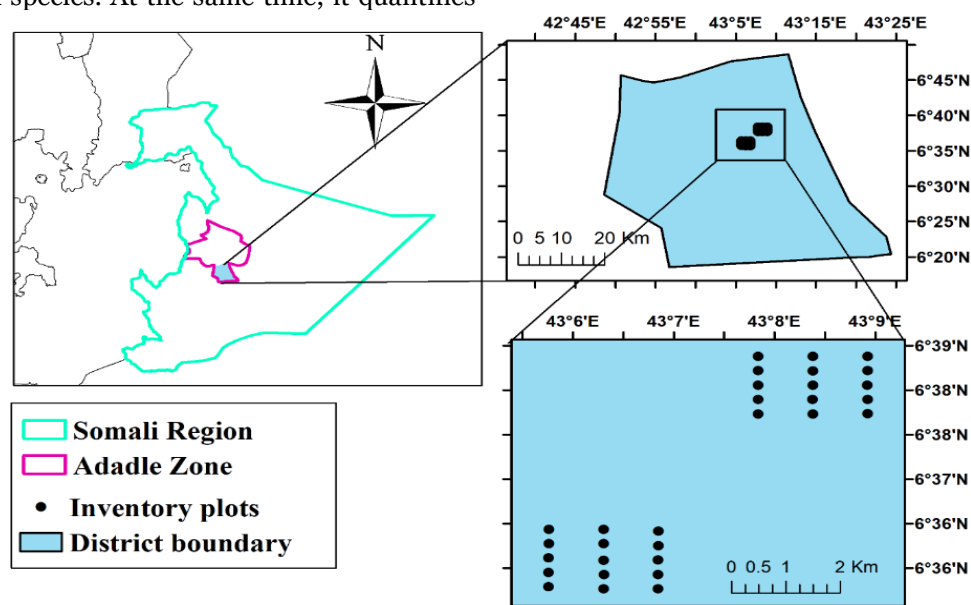 species. At the same time, it quantifies
N
42°45'E 42°55'E 43°5'E 43°15'E 43°25'E
6°45'N
6°40'N
6°35'N
6°30'N
6°25'N
6°20'N
0 5 10 20 Km
43°6'E 43°7'E 43°8'E 43°9'E
6°39'N
6°38'N
6°38'N
6°37'N
6°36'N
6°36'N
0 0.5 1 2 Km
Somali Region
Adadle Zone
Inventory plots
District boundary